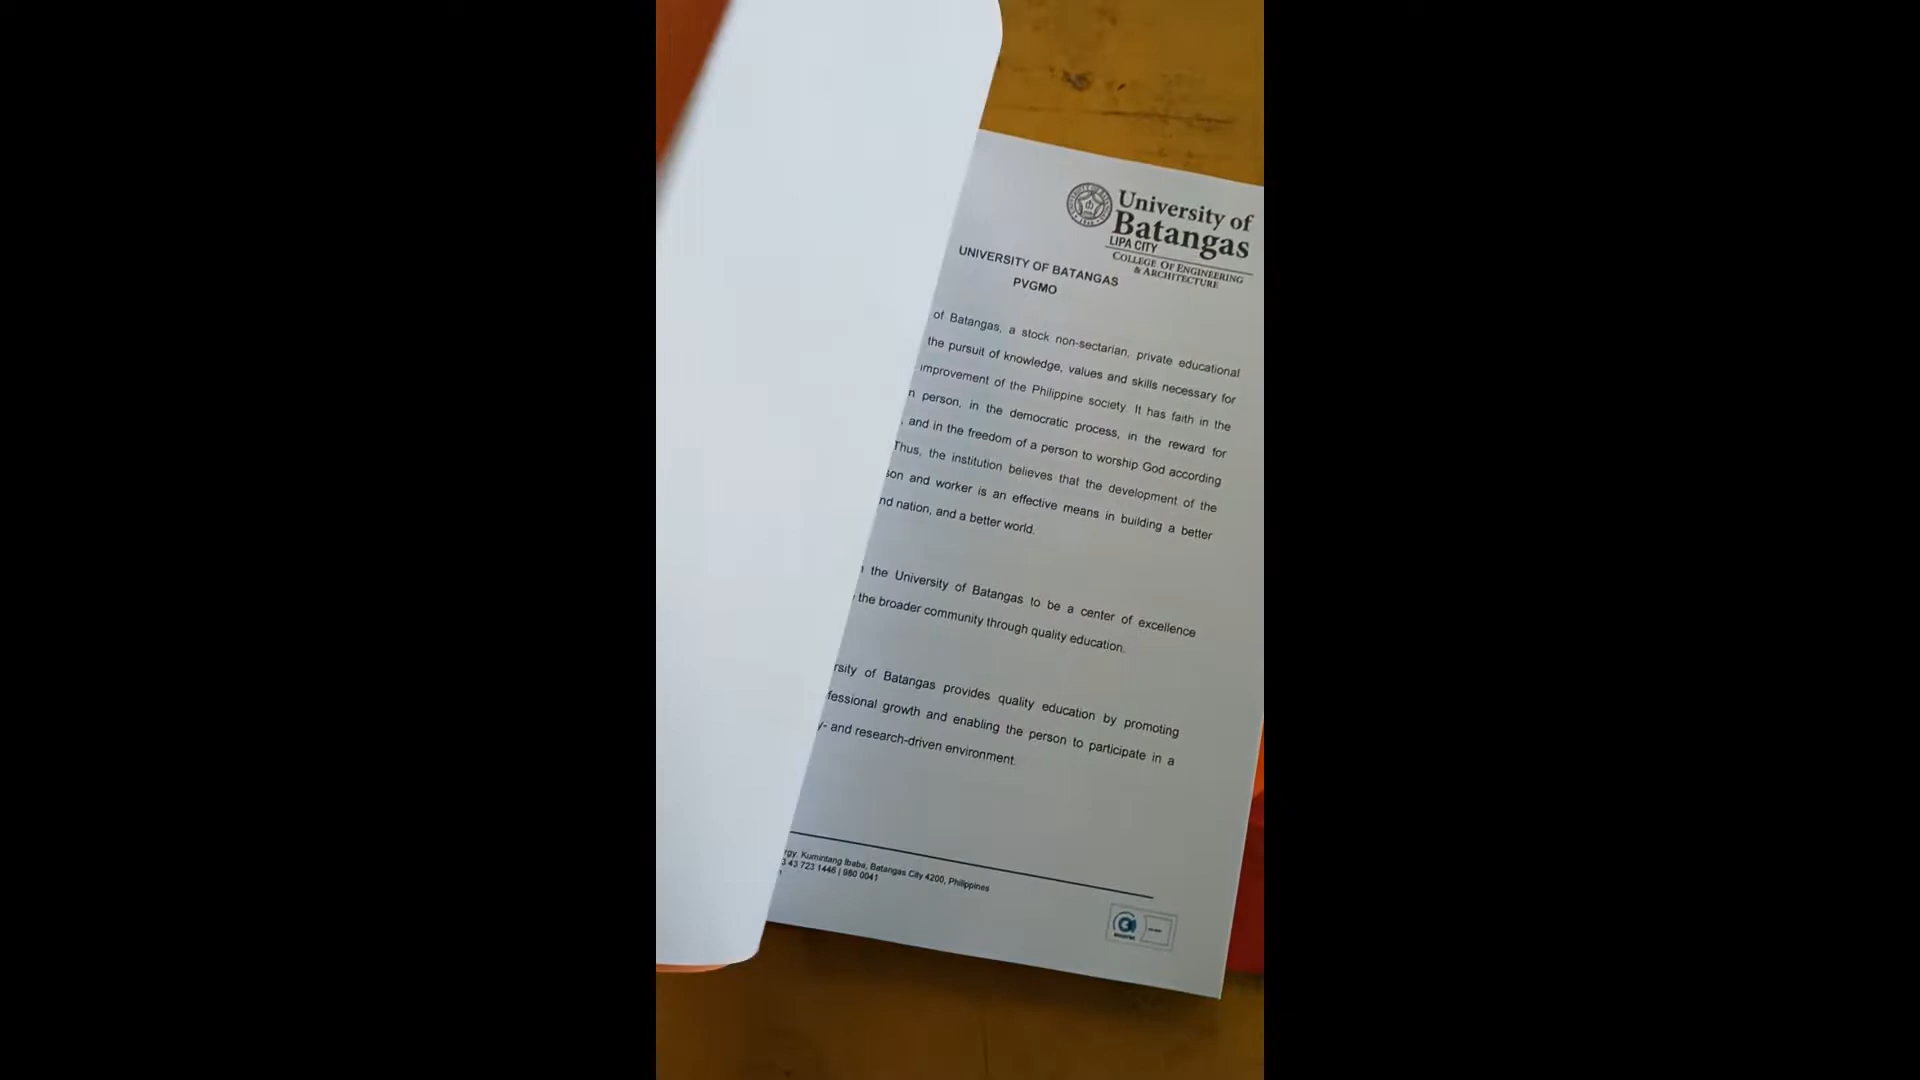 University of
Batangas
LIPA CITY
COLLEGE OF ENGINEERING
& ARCHITECTURE
UNIVERSITY OF BATANGAS
PVGMO
of Batangas, a stock non-sectarian, private educational
the pursuit of knowledge, values and skills necessary for
improvement of the Philippine society. It has faith in the
n person, in the democratic process, in the reward for
, and in the freedom of a person to worship God according
Thus, the institution believes that the development of the
son and worker is an effective means in building a better
nd nation, and a better world.
the University of Batangas to be a center of excellence
the broader community through quality education.
rsity of Batangas provides quality education by promoting
fessional growth and enabling the person to participate in a
y- and research-driven environment.
rgy. Kumintang Ibaba, Batangas City 4200, Philippines
3 43 723 1446 | 980 0041